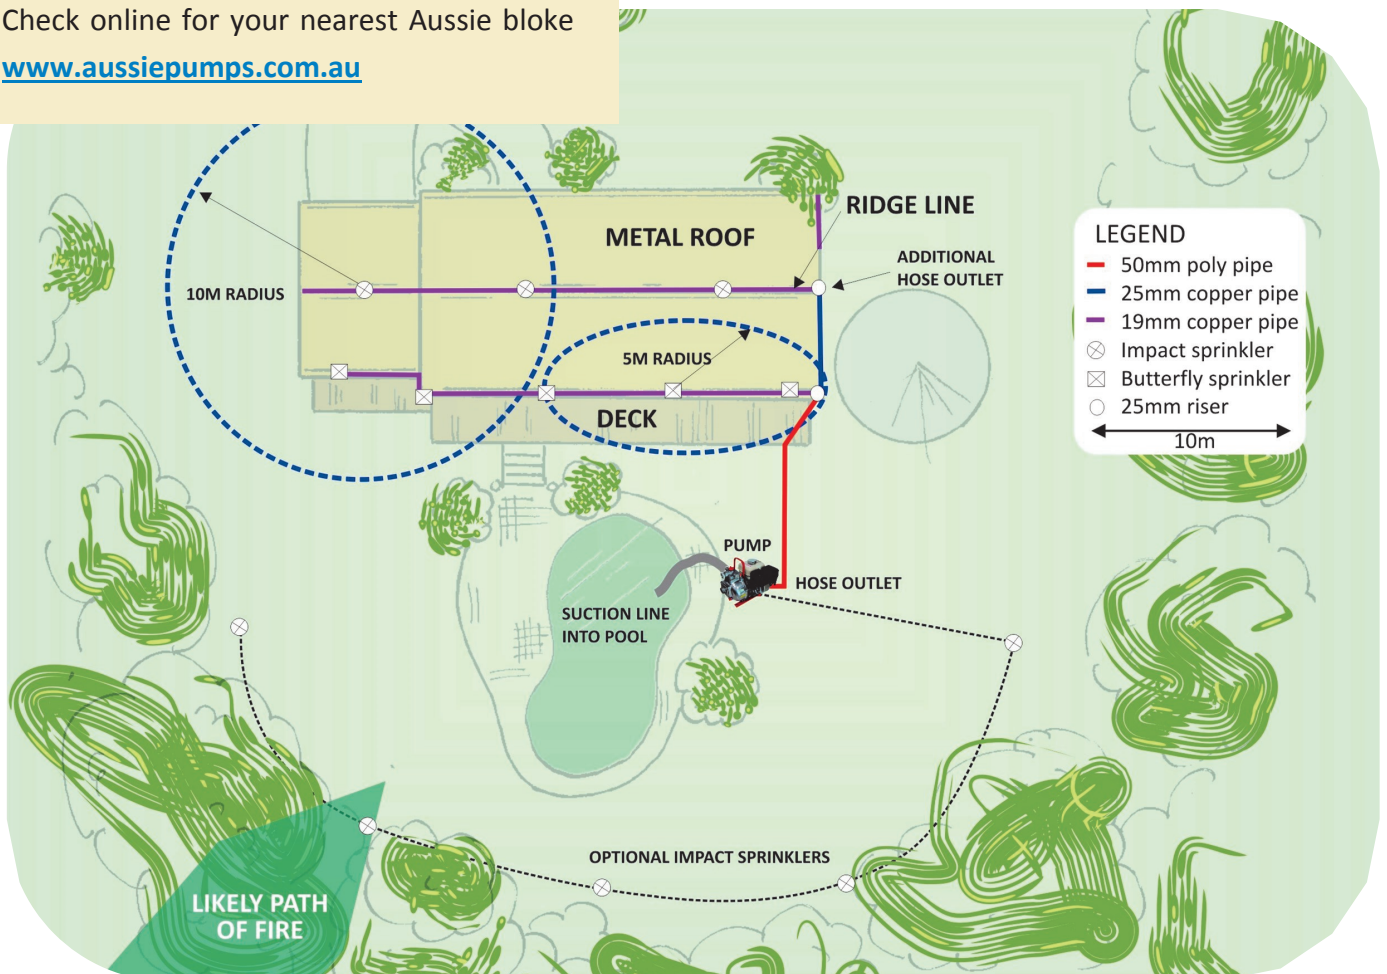 Check online for your nearest Aussie bloke
www.aussiepumps.com.au
RIDGE LINE
METAL ROOF
ADDITIONAL
HOSE OUTLET
10M RADIUS
5M RADIUS
DECK
LEGEND
50mm poly pipe
25mm copper pipe
19mm copper pipe
Impact sprinkler
Butterfly sprinkler
25mm riser
10m
PUMP
HOSE OUTLET
SUCTION LINE
INTO POOL
OPTIONAL IMPACT SPRINKLERS
LIKELY PATH
OF FIRE